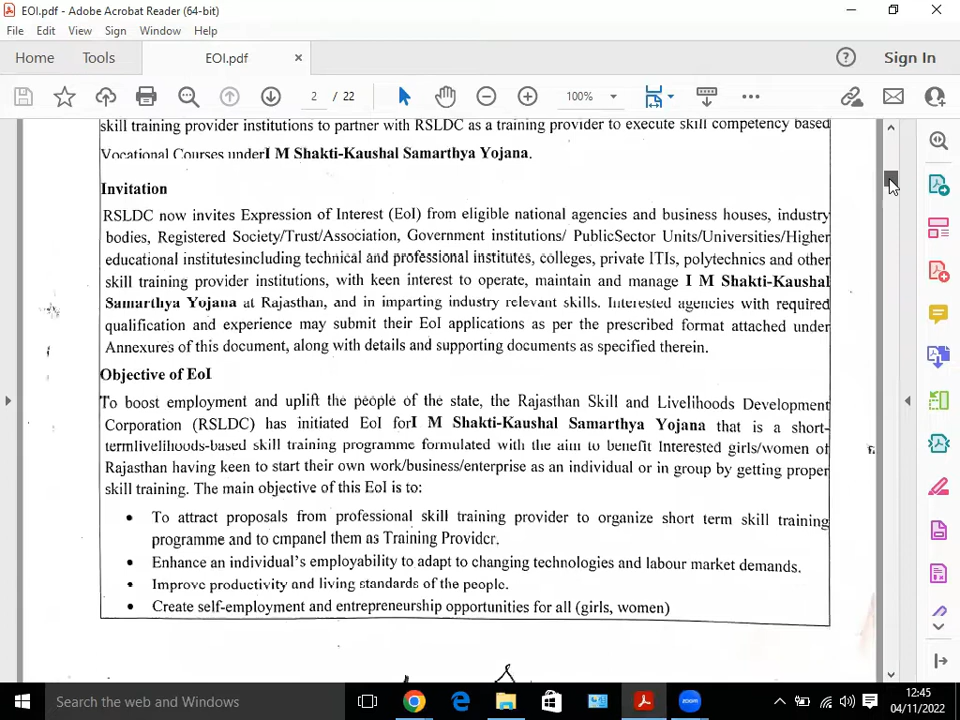 EOI.pdf - Adobe Acrobat Reader (64-bit)
File Edit View Sign Window Help
Home Tools EOI.pdf × ? Sign In
2 / 22 100%
skill training provider institutions to partner with RSLDC as a training provider to execute skill competency based
Vocational Courses underI M Shakti-Kaushal Samarthya Yojana.
Invitation
RSLDC now invites Expression of Interest (EoI) from eligible national agencies and business houses, industry
bodies, Registered Society/Trust/Association, Government institutions/ PublicSector Units/Universities/Higher
educational institutesincluding technical and professional institutes, colleges, private ITIs, polytechnics and other
skill training provider institutions, with keen interest to operate, maintain and manage I M Shakti-Kaushal
Samarthya Yojana at Rajasthan, and in imparting industry relevant skills. Interested agencies with required
qualification and experience may submit their EoI applications as per the prescribed format attached under
Annexures of this document, along with details and supporting documents as specified therein.
Objective of EoI
To boost employment and uplift the people of the state, the Rajasthan Skill and Livelihoods Development
Corporation (RSLDC) has initiated EoI forI M Shakti-Kaushal Samarthya Yojana that is a short-
termlivelihoods-based skill training programme formulated with the aim to benefit Interested girls/women of
Rajasthan having keen to start their own work/business/enterprise as an individual or in group by getting proper
skill training. The main objective of this EoI is to:
• To attract proposals from professional skill training provider to organize short term skill training
programme and to empanel them as Training Provider.
• Enhance an individual's employability to adapt to changing technologies and labour market demands.
• Improve productivity and living standards of the people.
• Create self-employment and entrepreneurship opportunities for all (girls, women)
Search the web and Windows
12:45
04/11/2022